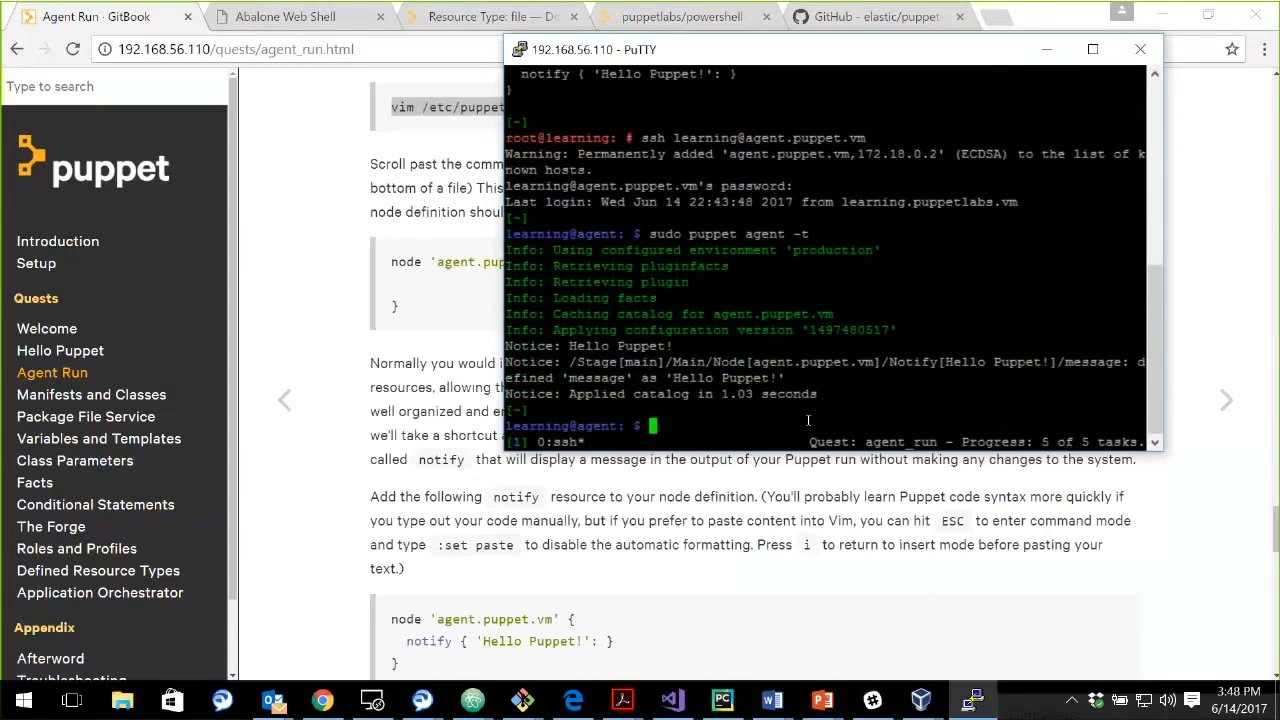 Agent Run - GitBook
Abalone Web Shell
Resource Type: file — Do
puppetlabs/powershell
GitHub - elastic/puppet-
192.168.56.110/quests/agent_run.html
Type to search
puppet
Introduction
Setup
Quests
Welcome
Hello Puppet
Agent Run
Manifests and Classes
Package File Service
Variables and Templates
Class Parameters
Facts
Conditional Statements
The Forge
Roles and Profiles
Defined Resource Types
Application Orchestrator
Appendix
Afterword
vim /etc/puppet
Scroll past the comm
bottom of a file) This
node definition shoul
node 'agent.pup
}
Normally you would i
resources, allowing th
well organized and e
we'll take a shortcut a
called notify that will display a message in the output of your Puppet run without making any changes to the system.
Add the following notify resource to your node definition. (You'll probably learn Puppet code syntax more quickly if
you type out your code manually, but if you prefer to paste content into Vim, you can hit ESC to enter command mode
and type :set paste to disable the automatic formatting. Press i to return to insert mode before pasting your
text.)
node 'agent.puppet.vm' {
notify { 'Hello Puppet!': }
}
192.168.56.110 - PuTTY
notify { 'Hello Puppet!': }
}
[~]
root@learning: # ssh learning@agent.puppet.vm
Warning: Permanently added 'agent.puppet.vm,172.18.0.2' (ECDSA) to the list of k
nown hosts.
learning@agent.puppet.vm's password:
Last login: Wed Jun 14 22:43:48 2017 from learning.puppetlabs.vm
[~]
learning@agent: $ sudo puppet agent -t
Info: Using configured environment 'production'
Info: Retrieving pluginfacts
Info: Retrieving plugin
Info: Loading facts
Info: Caching catalog for agent.puppet.vm
Info: Applying configuration version '1497480517'
Notice: Hello Puppet!
Notice: /Stage[main]/Main/Node[agent.puppet.vm]/Notify[Hello Puppet!]/message: d
efined 'message' as 'Hello Puppet!'
Notice: Applied catalog in 1.03 seconds
[~]
learning@agent: $
[1] 0:ssh* Quest: agent_run - Progress: 5 of 5 tasks.
3:48 PM
6/14/2017